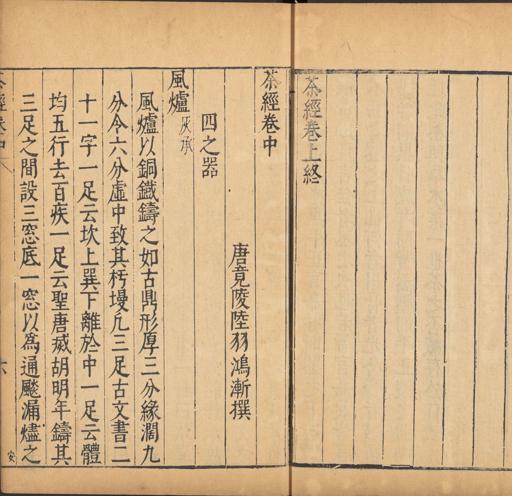 茶經卷上終
茶經卷中
唐竟陵陸羽鴻漸撰
四之器
風爐灰承
風爐以銅鐵鑄之如古鼎形厚三分緣濶九
分令六分虛中致其杇墁凢三足古文書二
十一字一足云坎上巽下離於中一足云體
均五行去百疾一足云聖唐滅胡明年鑄其
三足之間設三窓底一窓以爲通飈漏燼之
茶經卷中
六
安